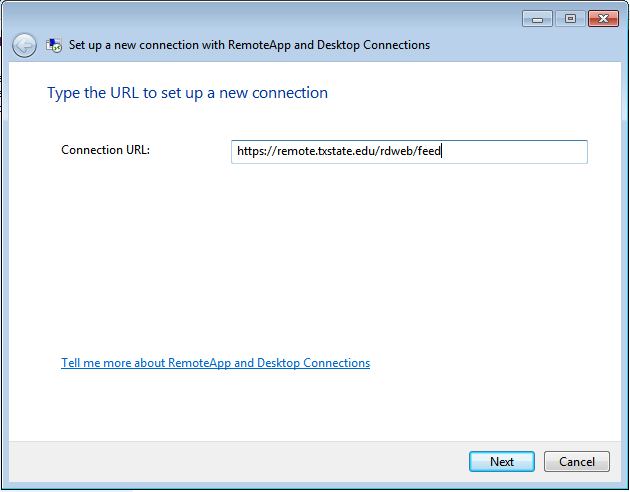 Set up a new connection with RemoteApp and Desktop Connections
Type the URL to set up a new connection
Connection URL:
https://remote.txstate.edu/rdweb/feed
Tell me more about RemoteApp and Desktop Connections
Next
Cancel